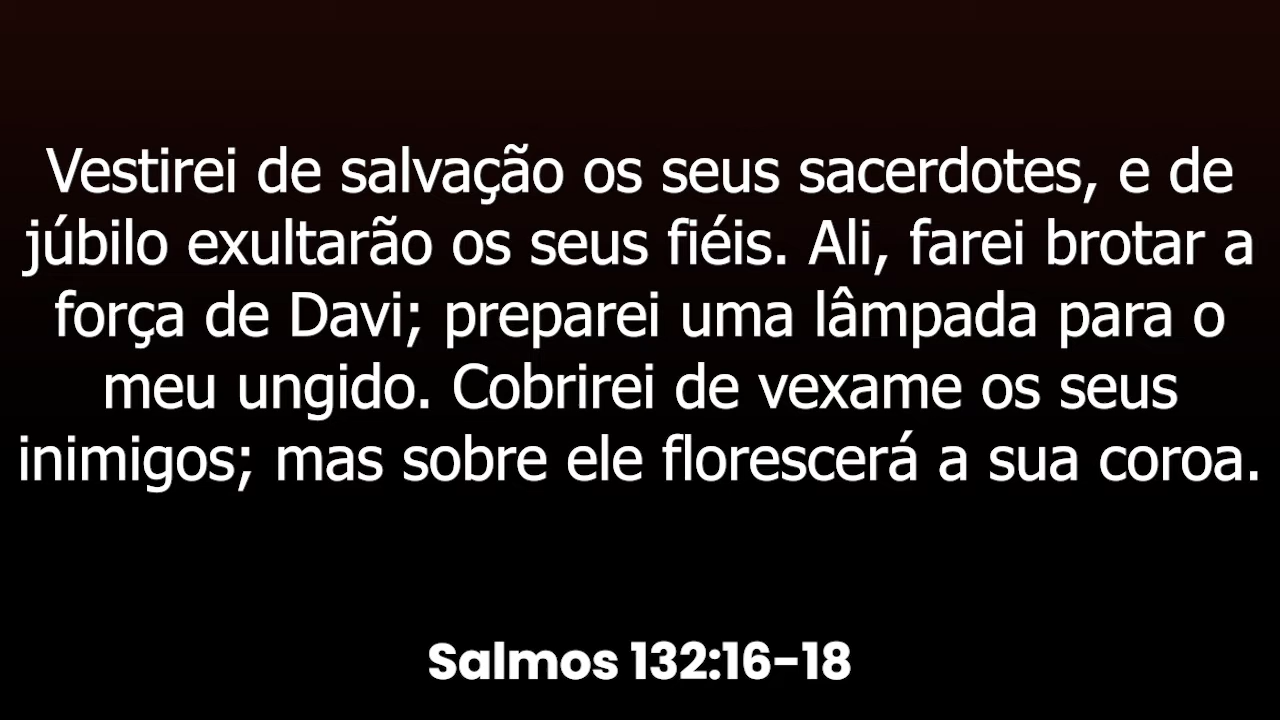 Vestirei de salvação os seus sacerdotes, e de
júbilo exultarão os seus fiéis. Ali, farei brotar a
força de Davi; preparei uma lâmpada para o
meu ungido. Cobrirei de vexame os seus
inimigos; mas sobre ele florescerá a sua coroa.
Salmos 132:16-18